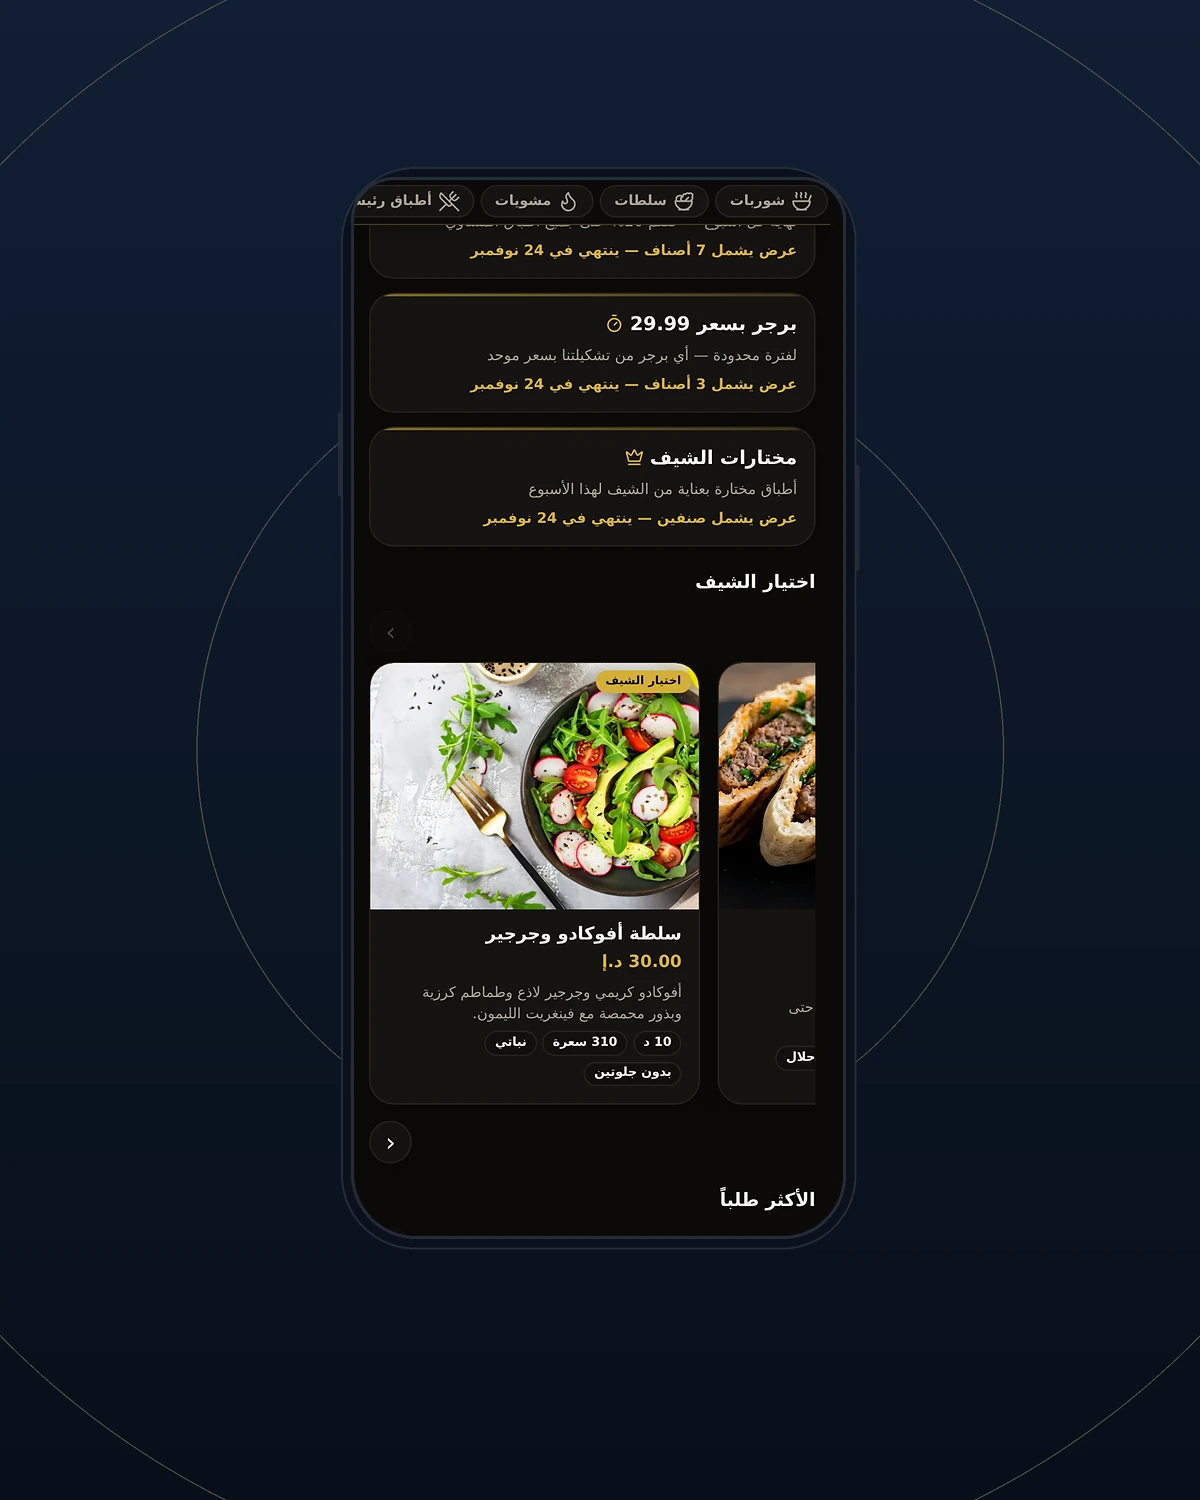 شوربات
سلطات
مشويات
أطباق
عرض يشمل 7 أصناف — ينتهي في 24 نوفمبر
برجر بسعر 29.99
لفترة محدودة — أي برجر من تشكيلتنا بسعر موحد
عرض يشمل 3 أصناف — ينتهي في 24 نوفمبر
مختارات الشيف
أطباق مختارة بعناية من الشيف لهذا الأسبوع
عرض يشمل صنفين — ينتهي في 24 نوفمبر
اختيار الشيف
اختيار الشيف
سلطة أفوكادو وجرجير
30.00 د.إ
أفوكادو كريمي وجرجير لاذع وطماطم كرزية
وبذور محمصة مع فينغريت الليمون.
10 د
310 سعرة
نباتي
بدون جلوتين
حتى
حلال
الأكثر طلباً